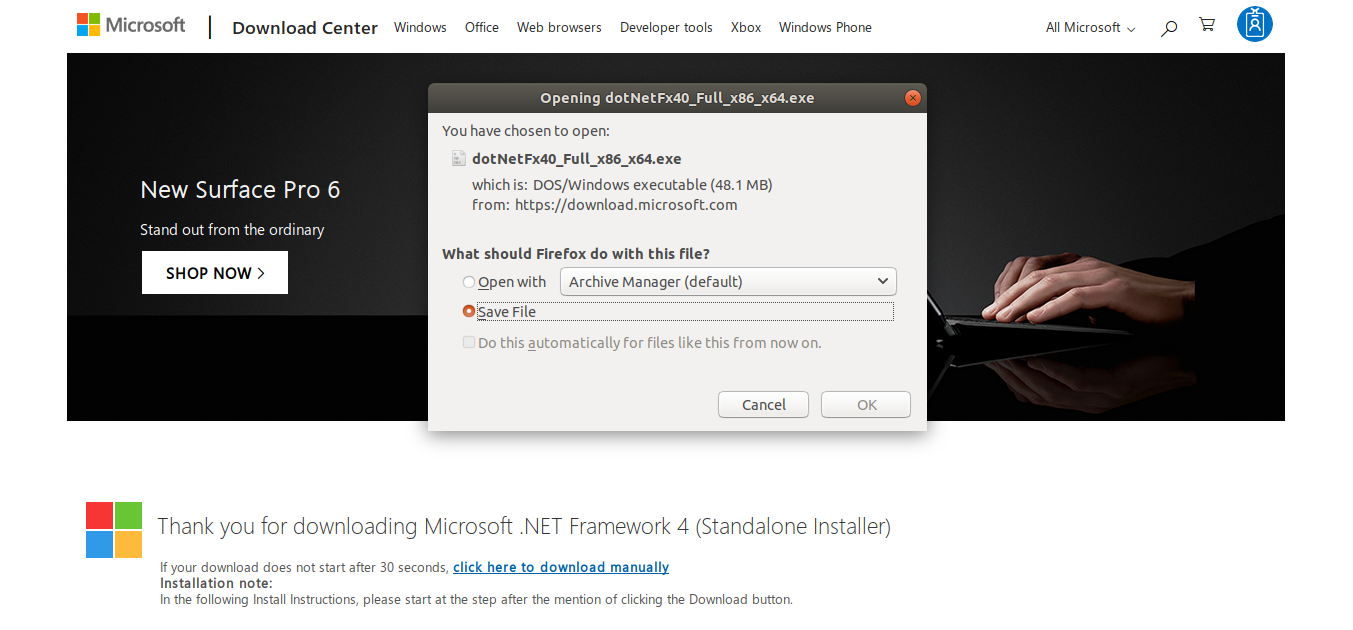 Microsoft Download Center Windows Office Web browsers Developer tools Xbox Windows Phone All Microsoft
New Surface Pro 6
Stand out from the ordinary
SHOP NOW
Opening dotNetFx40_Full_x86_x64.exe
You have chosen to open:
dotNetFx40_Full_x86_x64.exe
which is: DOS/Windows executable (48.1 MB)
from: https://download.microsoft.com
What should Firefox do with this file?
Open with Archive Manager (default)
Save File
Do this automatically for files like this from now on.
Cancel OK
Thank you for downloading Microsoft .NET Framework 4 (Standalone Installer)
If your download does not start after 30 seconds, click here to download manually
Installation note:
In the following Install Instructions, please start at the step after the mention of clicking the Download button.